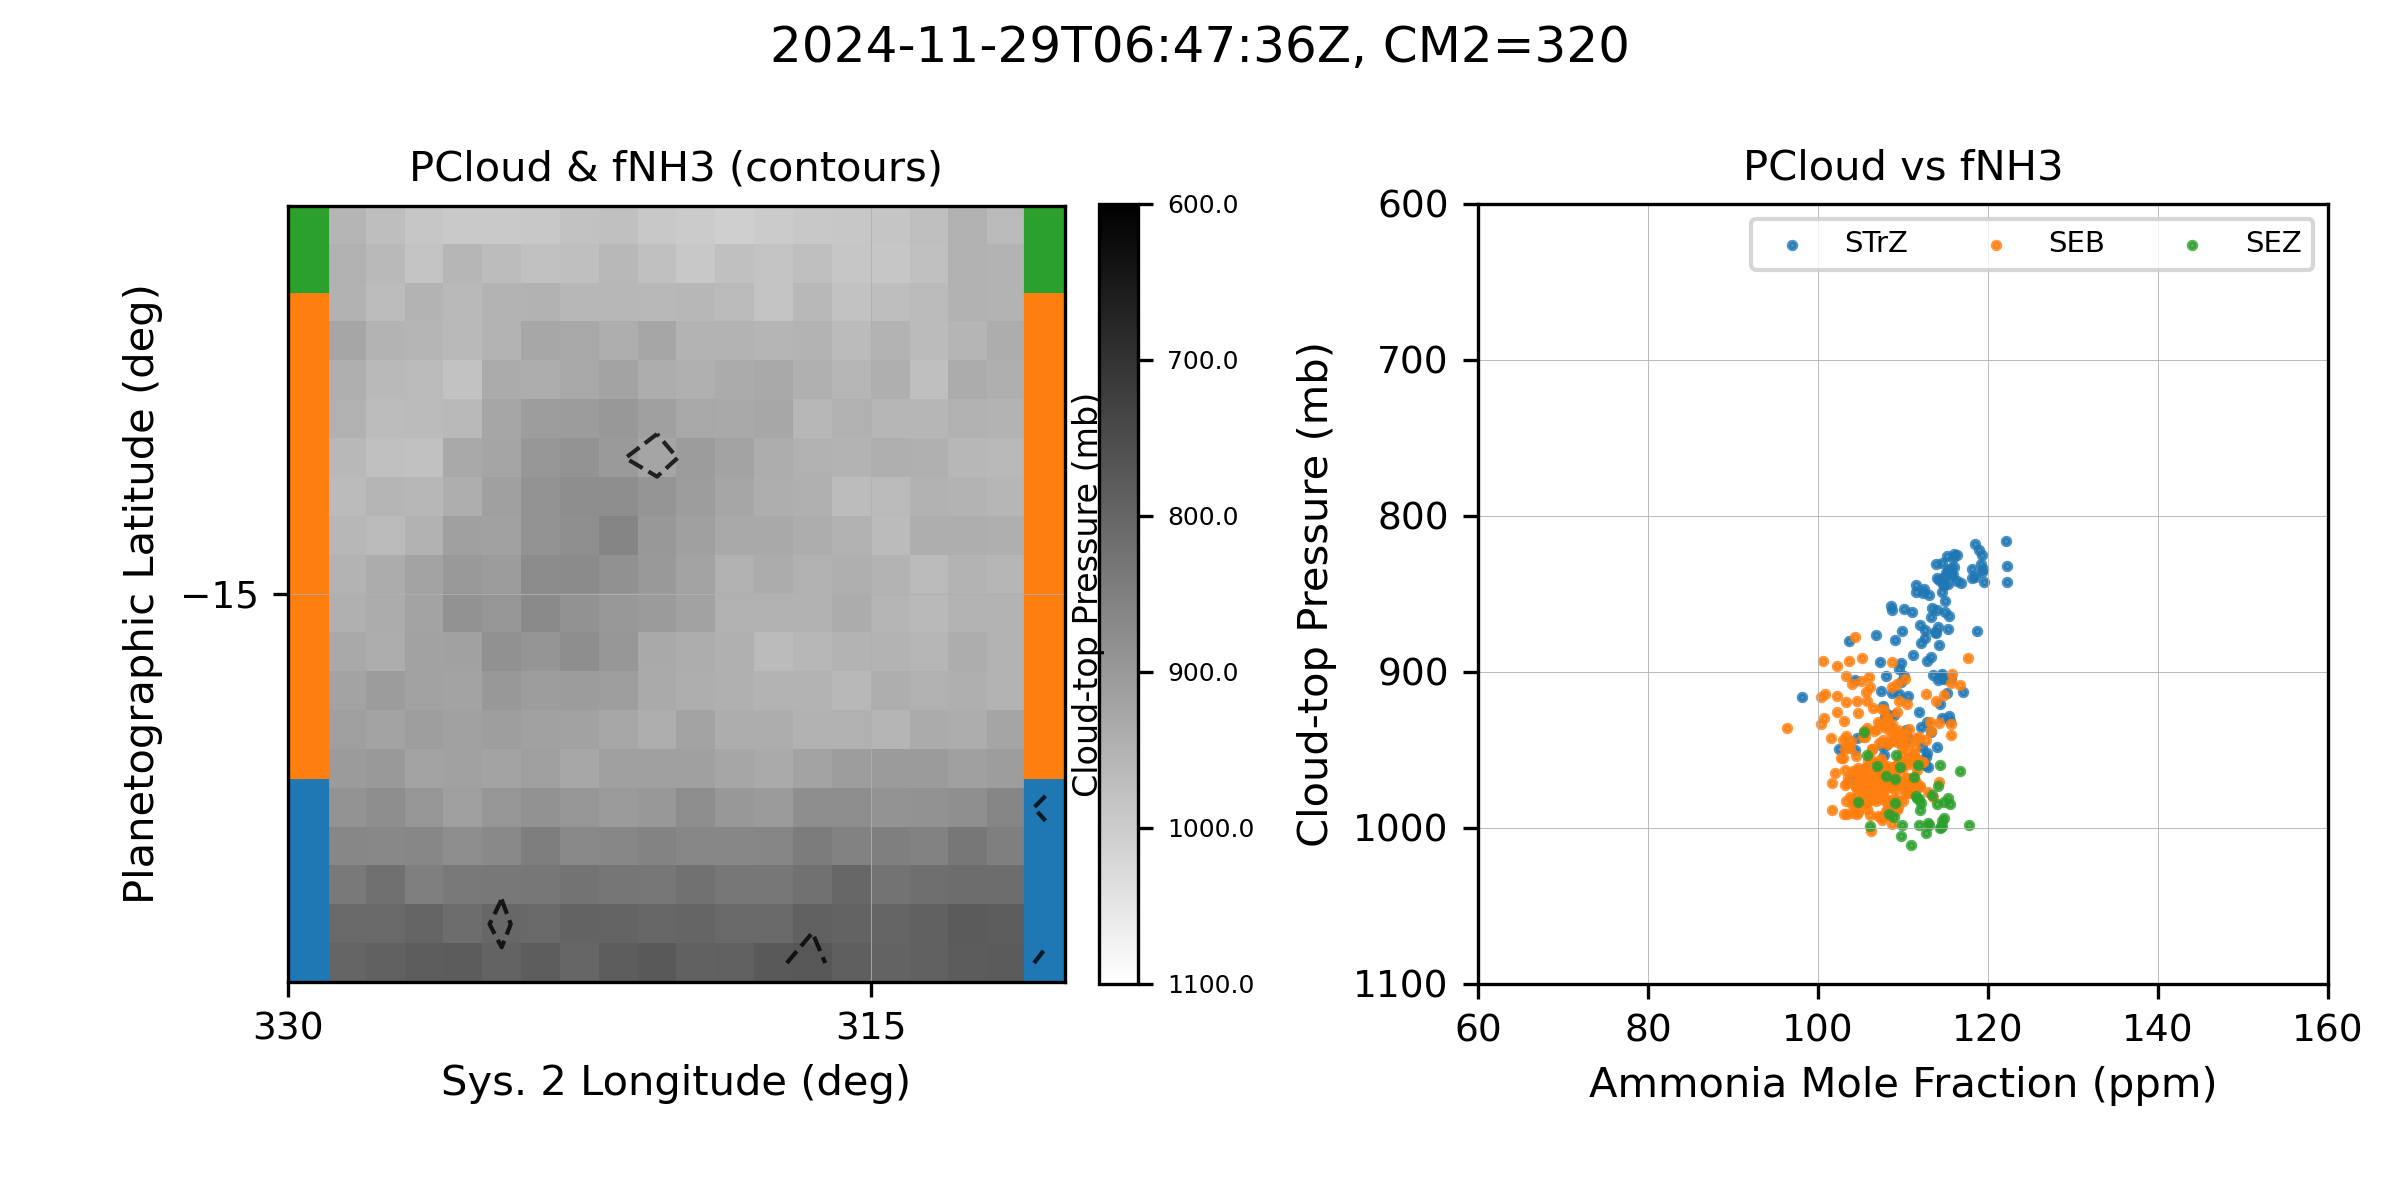 2024-11-29T06:47:36Z, CM2=320
PCloud & fNH3 (contours)
Planetographic Latitude (deg)
−15
330
315
Sys. 2 Longitude (deg)
Cloud-top Pressure (mb)
600.0
700.0
800.0
900.0
1000.0
1100.0
PCloud vs fNH3
Cloud-top Pressure (mb)
600
700
800
900
1000
1100
STrZ
SEB
SEZ
60
80
100
120
140
160
Ammonia Mole Fraction (ppm)